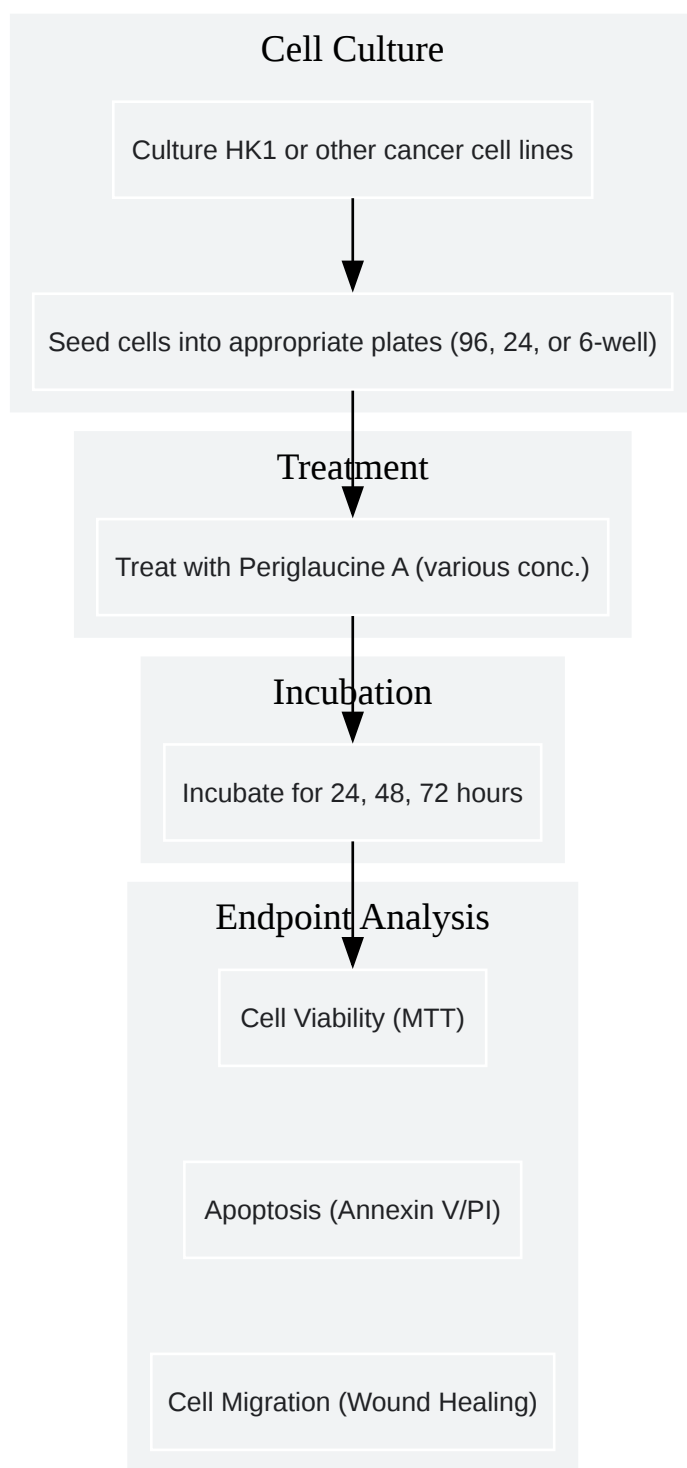 Cell Culture
Culture HK1 or other cancer cell lines
Seed cells into appropriate plates (96, 24, or 6-well)
Treatment
Treat with Periglaucine A (various conc.)
Incubation
Incubate for 24, 48, 72 hours
Endpoint Analysis
Cell Viability (MTT)
Apoptosis (Annexin V/PI)
Cell Migration (Wound Healing)